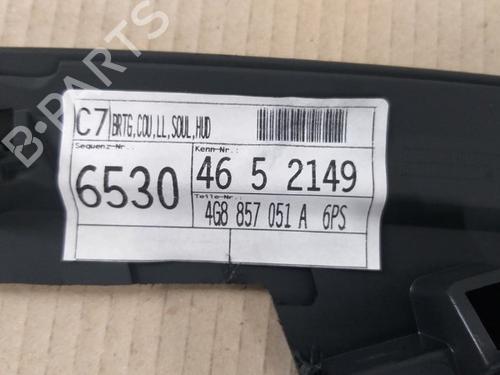 B-PARTS
C7 BRTG,COU,LL,SOUL,HUD
Sequenz Nr.: Kenn Nr.:
6530 46 5 2149
Teile Nr.:
4G8 857 051 A 6PS